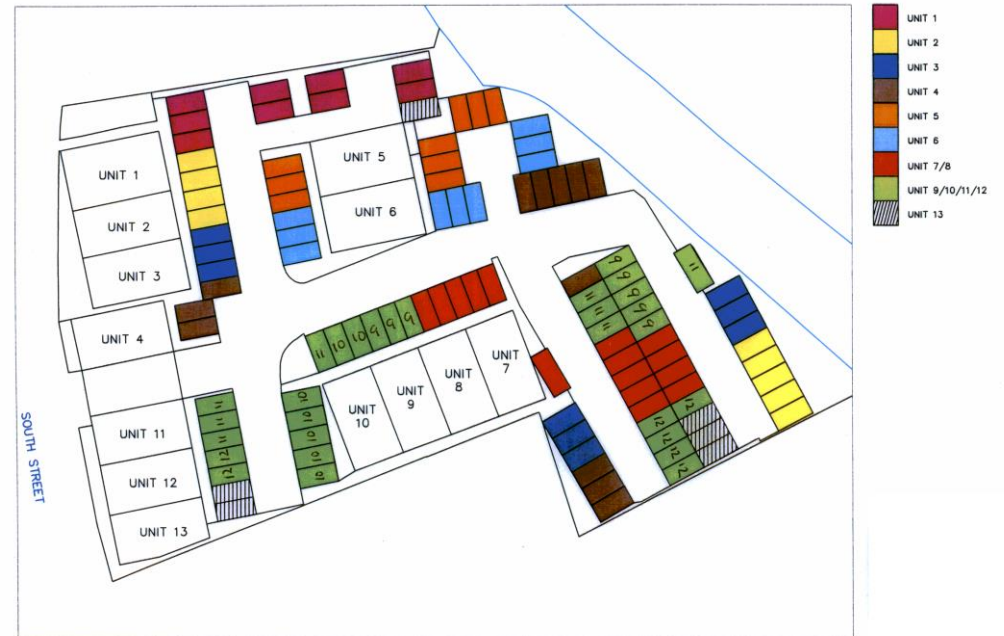 UNIT 1
UNIT 2
UNIT 3
UNIT 4
UNIT 5
UNIT 6
UNIT 7/8
UNIT 9/10/11/12
UNIT 13
UNIT 1
UNIT 2
UNIT 3
UNIT 4
UNIT 5
UNIT 6
11 10 10 9 9 9
UNIT 7
UNIT 8
UNIT 9
UNIT 10
UNIT 11
UNIT 12
UNIT 13
11
11
11
12
12
10
10
10
10
10
9
9
9
9
9
11
11
11
12
12
12
12
12
11
SOUTH STREET